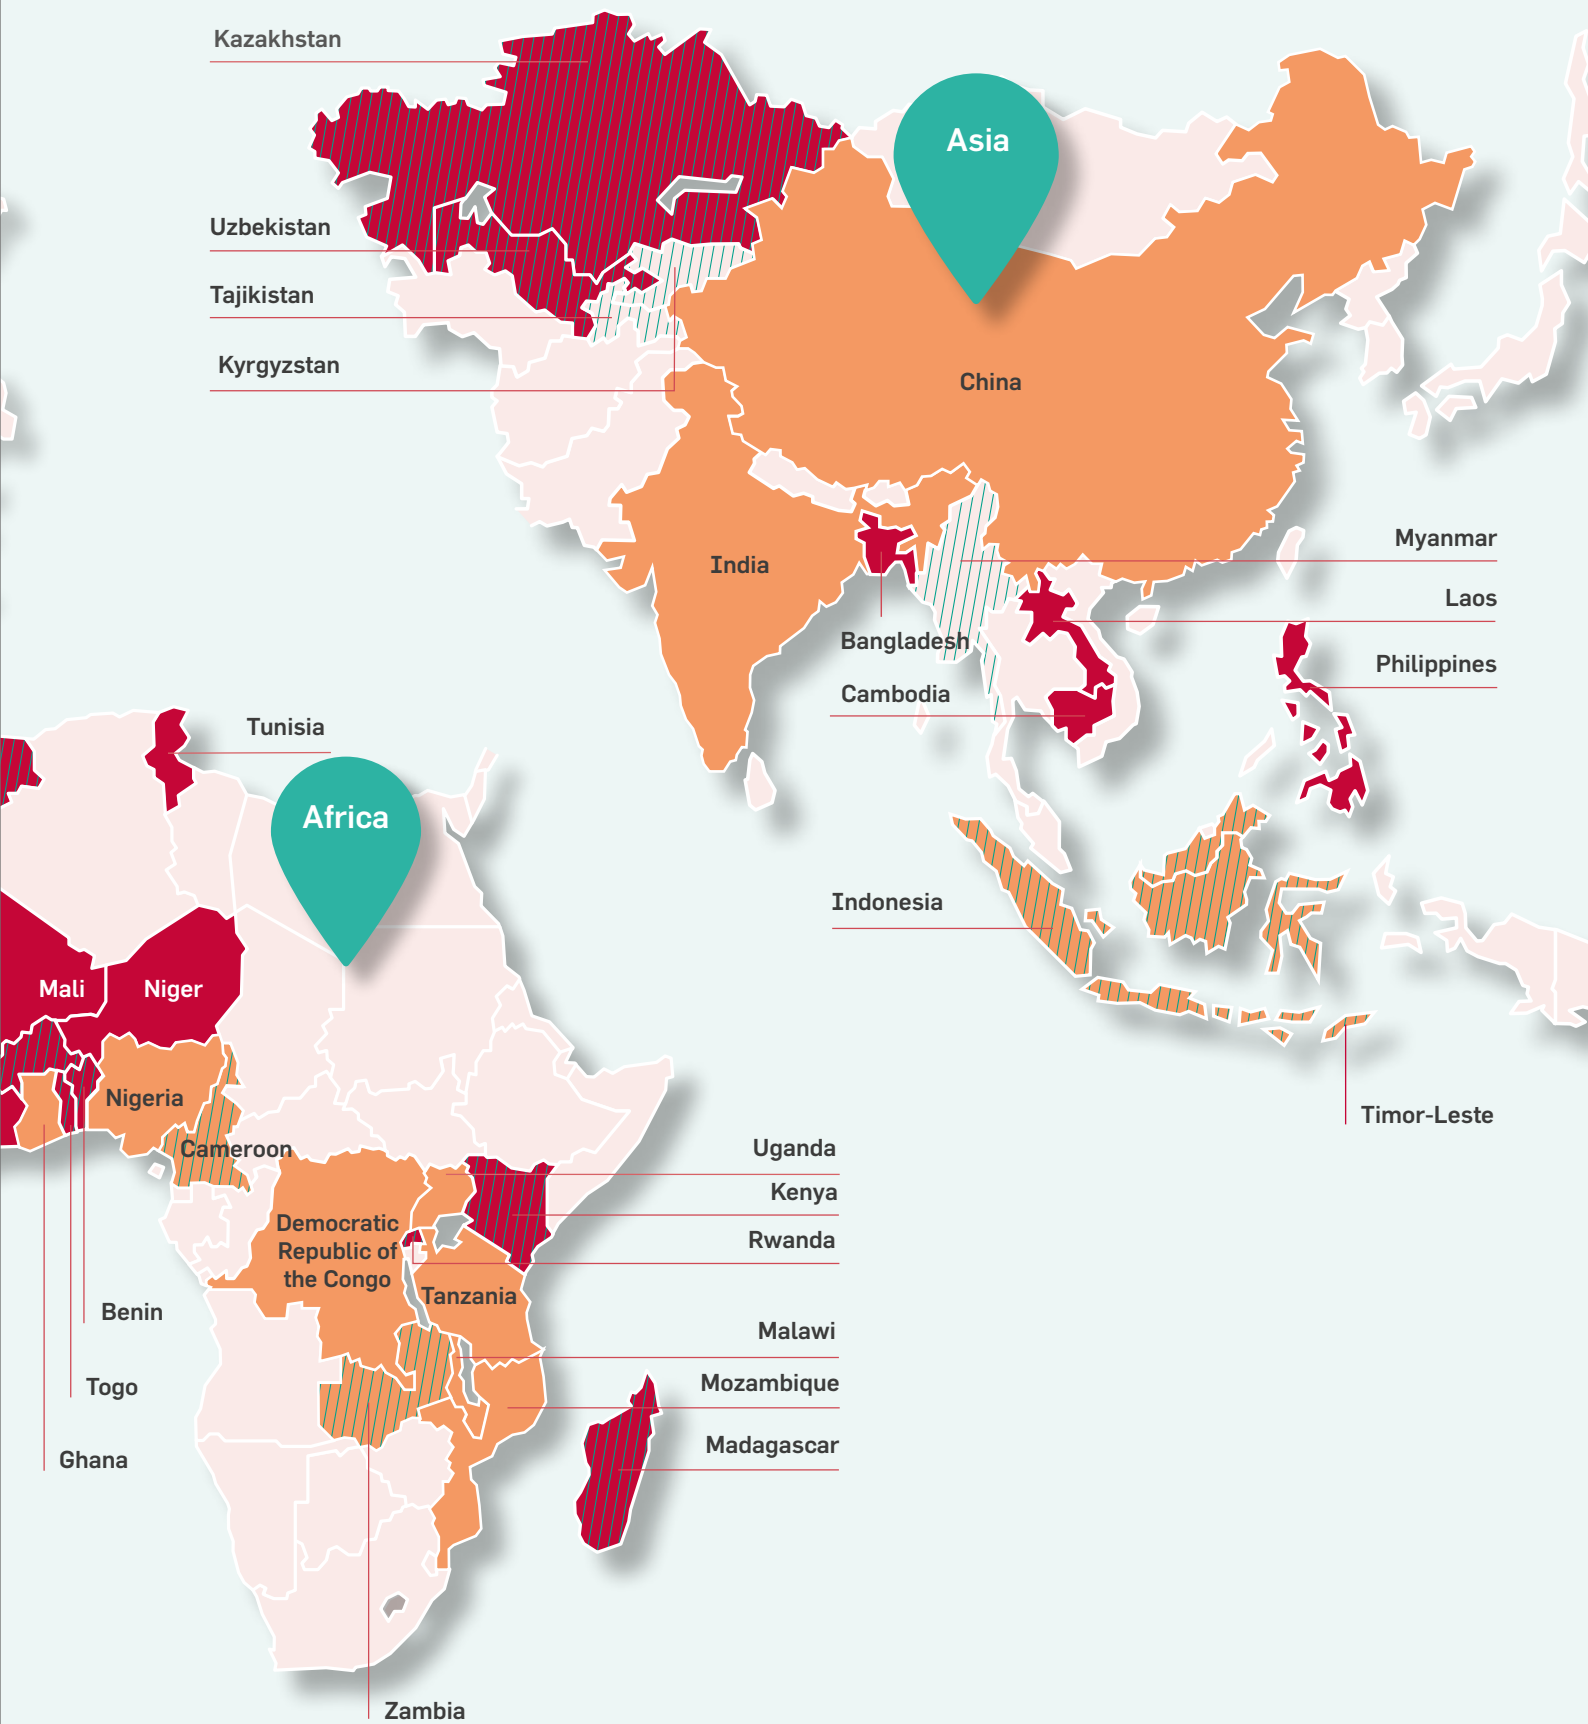 Kazakhstan
Asia
Uzbekistan
Tajikistan
Kyrgyzstan
China
Myanmar
India
Laos
Bangladesh
Philippines
Cambodia
Tunisia
Africa
Indonesia
Mali
Niger
Nigeria
Timor-Leste
Cameroon
Uganda
Kenya
Democratic
Republic of
the Congo
Rwanda
Tanzania
Benin
Malawi
Togo
Mozambique
Madagascar
Ghana
Zambia